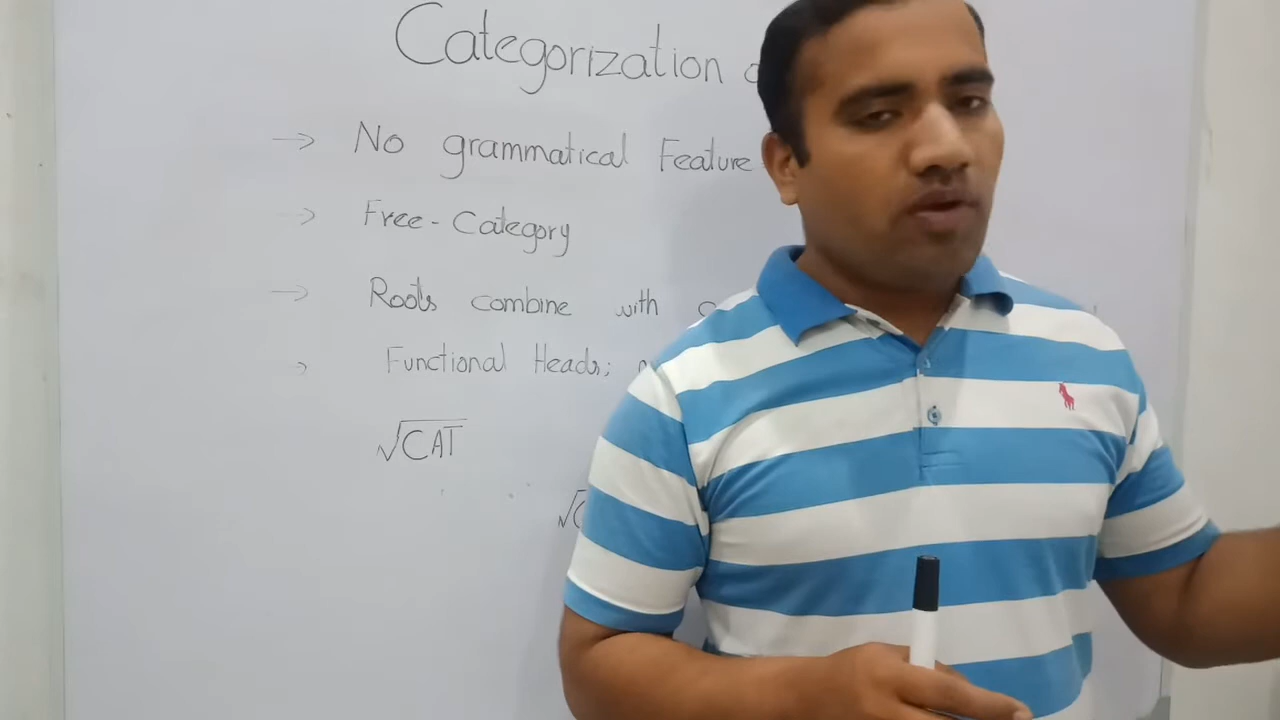 Categorization
→ No grammatical Feature
→ Free-Category
→ Roots combine with
→ Functional Heads;
√CAT
√C